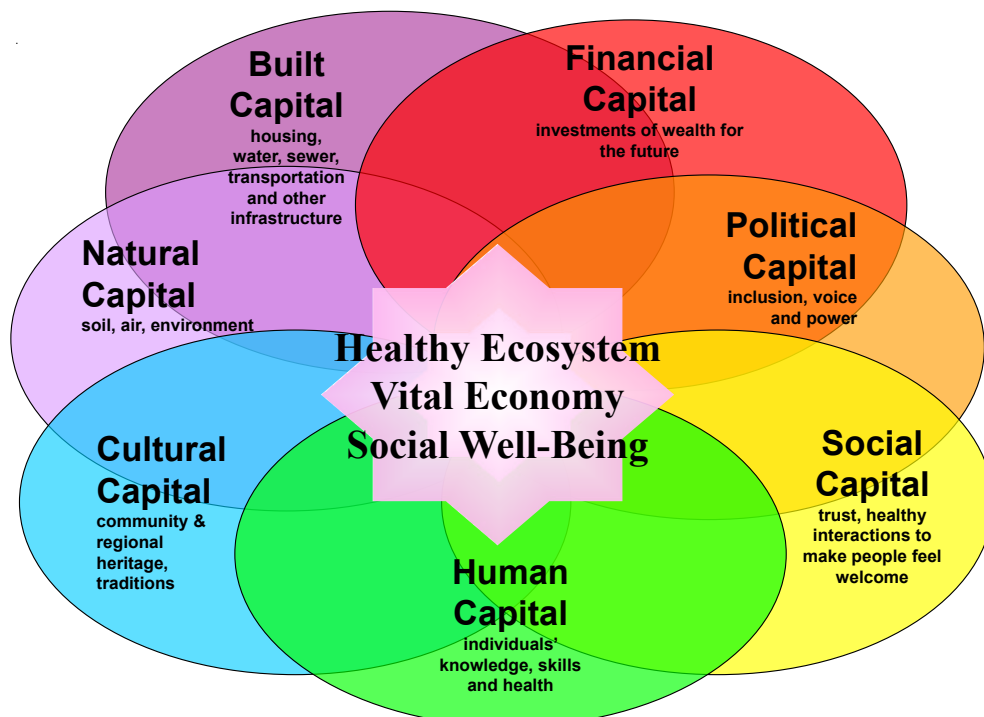 Built
Capital
housing,
water, sewer,
transportation
and other
infrastructure
Financial
Capital
investments of wealth for
the future
Natural
Capital
soil, air, environment
Political
Capital
inclusion, voice
and power
Healthy Ecosystem
Vital Economy
Social Well-Being
Cultural
Capital
community &
regional
heritage,
traditions
Social
Capital
trust, healthy
interactions to
make people feel
welcome
Human
Capital
individuals’
knowledge, skills
and health